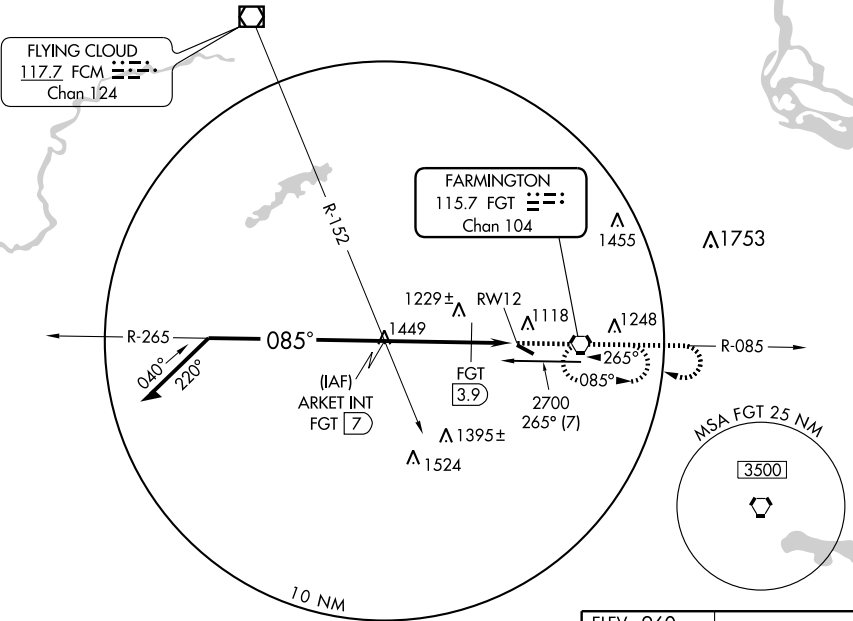 FLYING CLOUD
117.7 FCM
Chan 124
R-152
FARMINGTON
115.7 FGT
Chan 104
1455
1753
1229± RW12
1118
1248
1449
R-265
085°
R-085
265°
085°
040°
220°
(IAF)
ARKET INT
FGT 7
FGT
3.9
2700
265° (7)
1395±
1524
MSA FGT 25 NM
3500
10 NM
ELEV 960